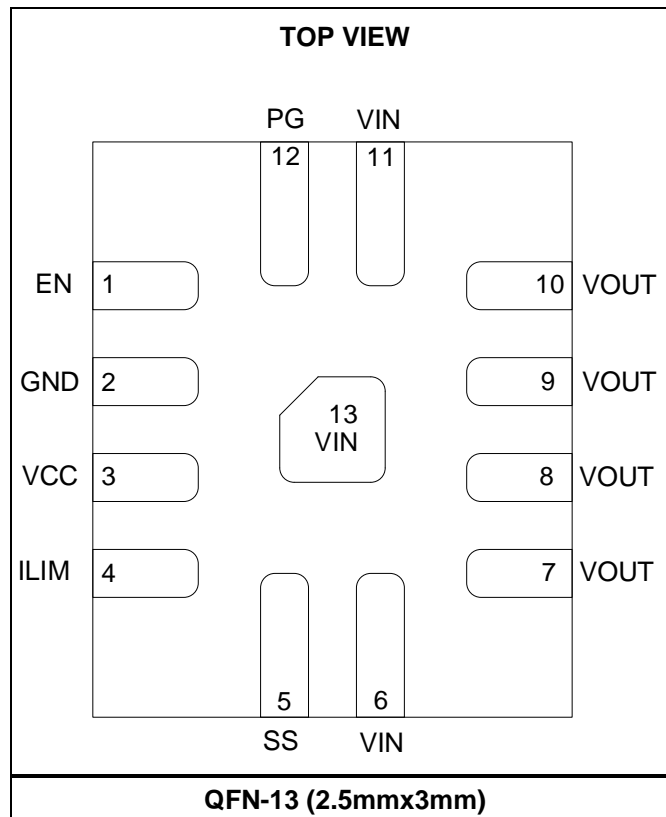 TOP VIEW
PG VIN
12 11
EN 1 10 VOUT
GND 2 9 VOUT
13
VIN
VCC 3 8 VOUT
ILIM 4 7 VOUT
5 6
SS VIN
QFN-13 (2.5mmx3mm)